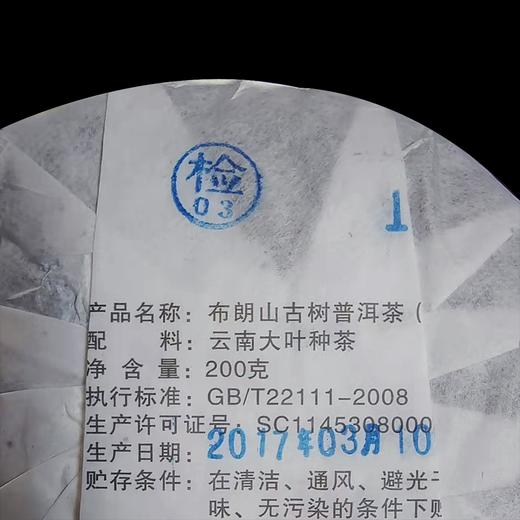 检
03
1
产品名称：布朗山古树普洱茶（
配 料：云南大叶种茶
净 含 量：200克
执行标准：GB/T22111-2008
生产许可证号：SC1145308000
生产日期：2017年03月10
贮存条件：在清洁、通风、避光
味、无污染的条件下贮